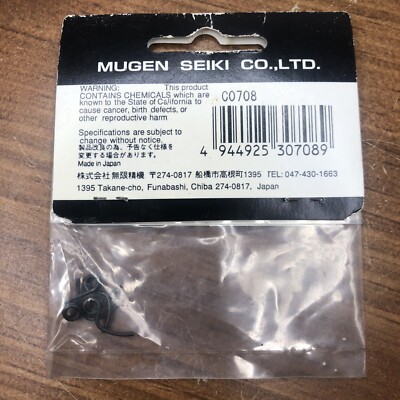 MUGEN SEIKI CO.,LTD.
WARNING: This product
CONTAINS CHEMICALS which are
known to the State of California to
cause cancer, birth defects, or
other reproductive harm
Specifications are subject to
change without notice.
製品改良の為、予告なく仕様を
変更する場合があります。
Made in Japan
C0708
4 944925 307089
株式会社 無限精機 〒274-0817 船橋市高根町1395 TEL:047-430-1663
1395 Takane-cho, Funabashi, Chiba 274-0817, Japan